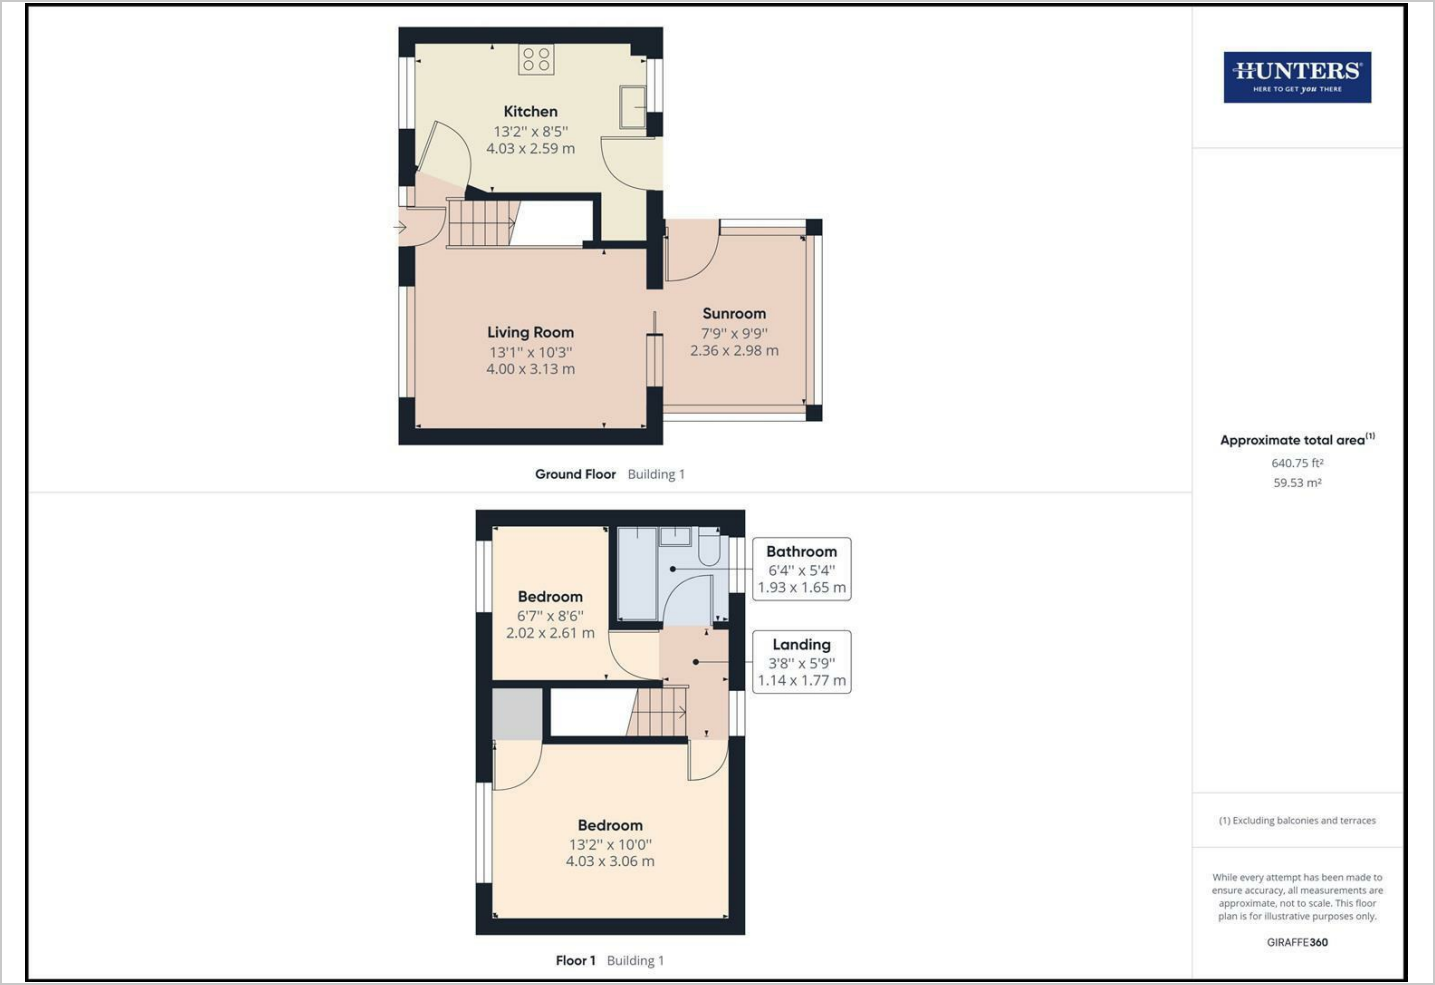 Kitchen
13'2" x 8'5"
4.03 x 2.59 m
Living Room
13'1" x 10'3"
4.00 x 3.13 m
Sunroom
7'9" x 9'9"
2.36 x 2.98 m
Ground Floor Building 1
Bedroom
6'7" x 8'6"
2.02 x 2.61 m
Bathroom
6'4" x 5'4"
1.93 x 1.65 m
Landing
3'8" x 5'9"
1.14 x 1.77 m
Bedroom
13'2" x 10'0"
4.03 x 3.06 m
Floor 1 Building 1
HUNTERS®
HERE TO GET you THERE
Approximate total area(1)
640.75 ft²
59.53 m²
(1) Excluding balconies and terraces
While every attempt has been made to
ensure accuracy, all measurements are
approximate, not to scale. This floor
plan is for illustrative purposes only.
GIRAFFE360